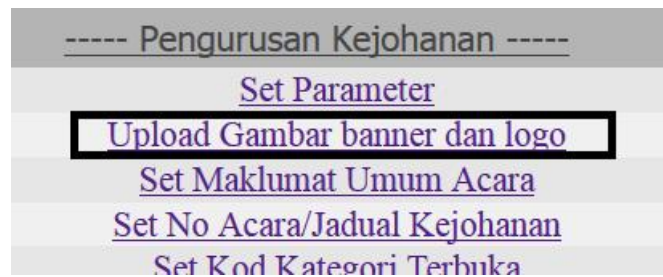 ----- Pengurusan Kejohanan -----
Set Parameter
Upload Gambar banner dan logo
Set Maklumat Umum Acara
Set No Acara/Jadual Kejohanan
Set Kod Kategori Terbuka